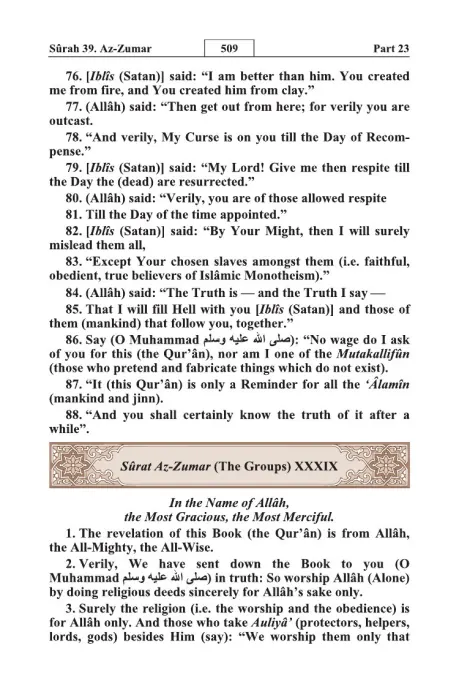 Sûrah 39. Az-Zumar 509 Part 23
76. [Iblîs (Satan)] said: “I am better than him. You created
me from fire, and You created him from clay.”
77. (Allâh) said: “Then get out from here; for verily you are
outcast.
78. “And verily, My Curse is on you till the Day of Recom-
pense.”
79. [Iblîs (Satan)] said: “My Lord! Give me then respite till
the Day the (dead) are resurrected.”
80. (Allâh) said: “Verily, you are of those allowed respite
81. Till the Day of the time appointed.”
82. [Iblîs (Satan)] said: “By Your Might, then I will surely
mislead them all,
83. “Except Your chosen slaves amongst them (i.e. faithful,
obedient, true believers of Islâmic Monotheism).”
84. (Allâh) said: “The Truth is — and the Truth I say —
85. That I will fill Hell with you [Iblîs (Satan)] and those of
them (mankind) that follow you, together.”
86. Say (O Muhammad صلى الله عليه وسلم): “No wage do I ask
of you for this (the Qur’ân), nor am I one of the Mutakallifûn
(those who pretend and fabricate things which do not exist).
87. “It (this Qur’ân) is only a Reminder for all the ‘Âlamîn
(mankind and jinn).
88. “And you shall certainly know the truth of it after a
while”.
Sûrat Az-Zumar (The Groups) XXXIX
In the Name of Allâh,
the Most Gracious, the Most Merciful.
1. The revelation of this Book (the Qur’ân) is from Allâh,
the All-Mighty, the All-Wise.
2. Verily, We have sent down the Book to you (O
Muhammad صلى الله عليه وسلم) in truth: So worship Allâh (Alone)
by doing religious deeds sincerely for Allâh’s sake only.
3. Surely the religion (i.e. the worship and the obedience) is
for Allâh only. And those who take Auliyâ’ (protectors, helpers,
lords, gods) besides Him (say): “We worship them only that